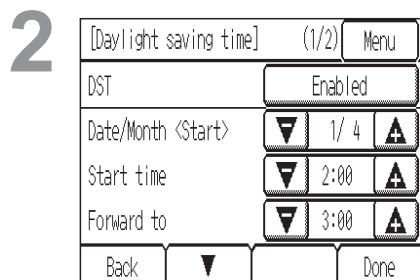 2
[Daylight saving time] (1/2) Menu
DST Enabled
Date/Month <Start> 1/ 4
Start time 2:00
Forward to 3:00
Back Done